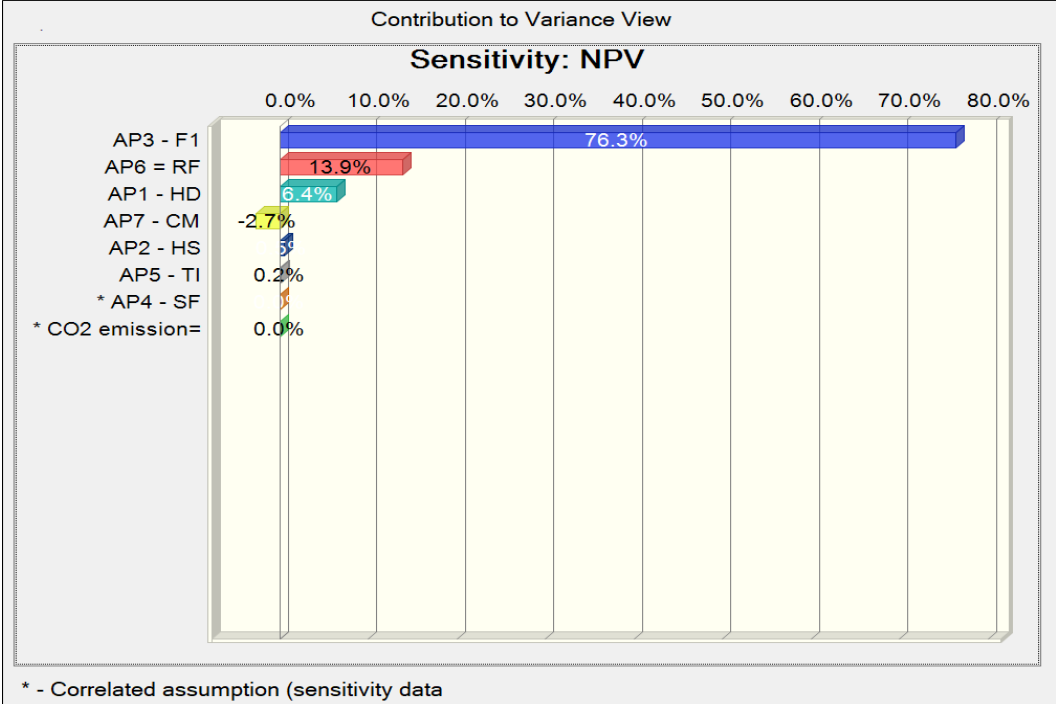 Contribution to Variance View
Sensitivity: NPV
0.0% 10.0% 20.0% 30.0% 40.0% 50.0% 60.0% 70.0% 80.0%
AP3 - F1 76.3%
AP6 = RF 13.9%
AP1 - HD 6.4%
AP7 - CM -2.7%
AP2 - HS
AP5 - TI 0.2%
* AP4 - SF
* CO2 emission= 0.0%
* - Correlated assumption (sensitivity data